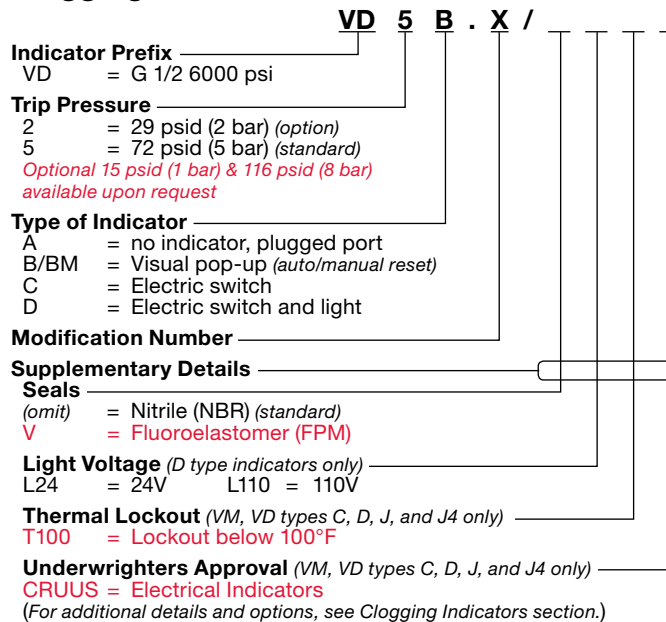 VD 5 B . X /
Indicator Prefix
VD = G 1/2 6000 psi
Trip Pressure
2 = 29 psid (2 bar) (option)
5 = 72 psid (5 bar) (standard)
Optional 15 psid (1 bar) & 116 psid (8 bar)
available upon request
Type of Indicator
A = no indicator, plugged port
B/BM = Visual pop-up (auto/manual reset)
C = Electric switch
D = Electric switch and light
Modification Number
Supplementary Details
Seals
(omit) = Nitrile (NBR) (standard)
V = Fluoroelastomer (FPM)
Light Voltage (D type indicators only)
L24 = 24V L110 = 110V
Thermal Lockout (VM, VD types C, D, J, and J4 only)
T100 = Lockout below 100°F
Underwrighters Approval (VM, VD types C, D, J, and J4 only)
CRUUS = Electrical Indicators
(For additional details and options, see Clogging Indicators section.)